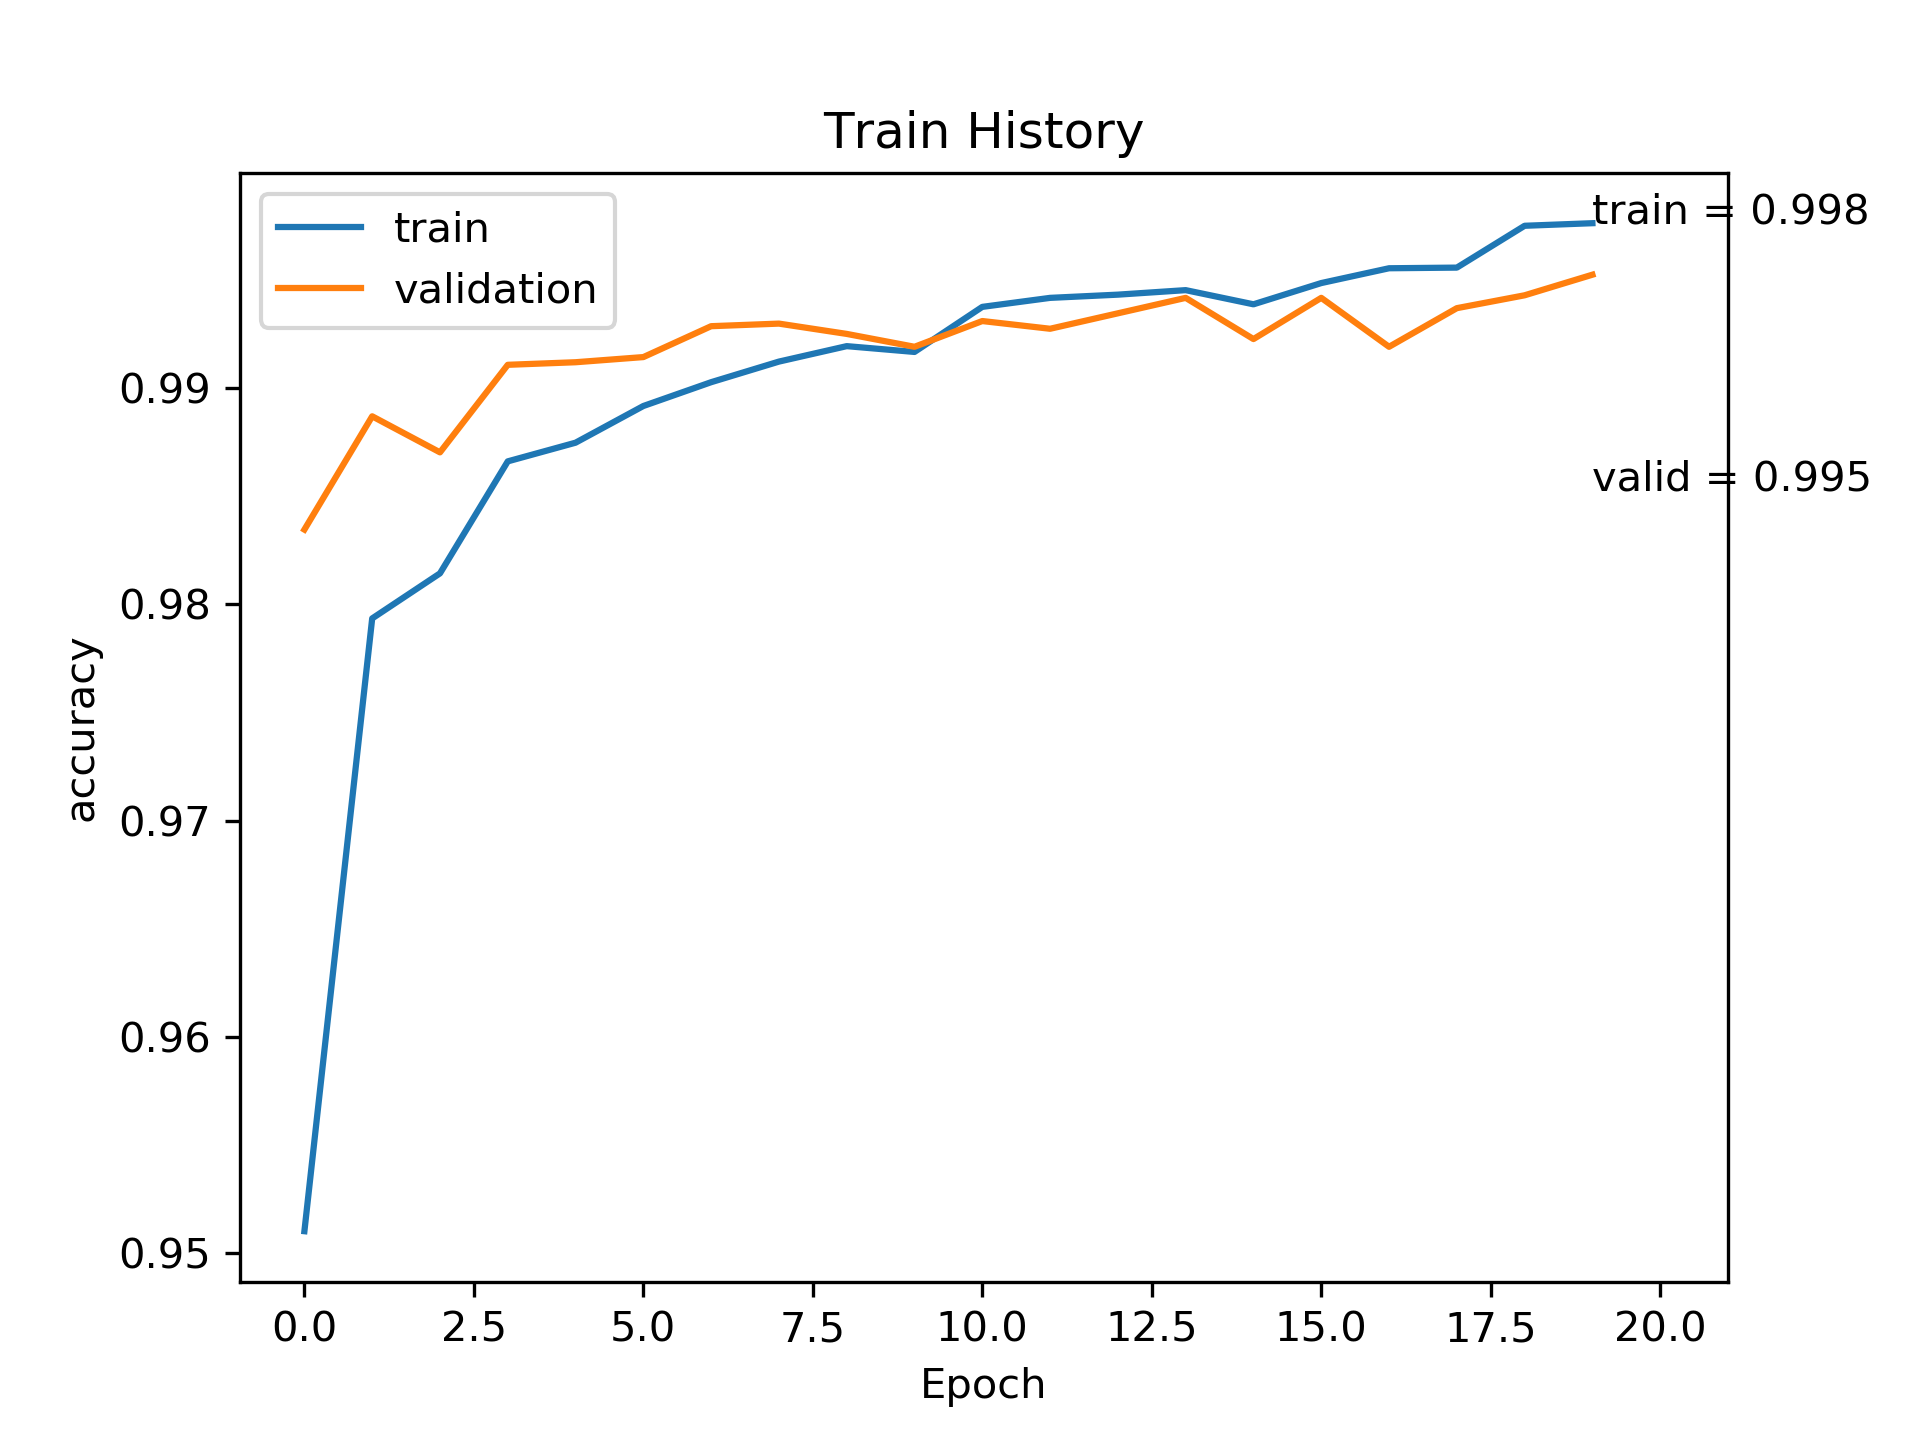 Train History
train
validation
train = 0.998
valid = 0.995
accuracy
0.99
0.98
0.97
0.96
0.95
0.0 2.5 5.0 7.5 10.0 12.5 15.0 17.5 20.0
Epoch